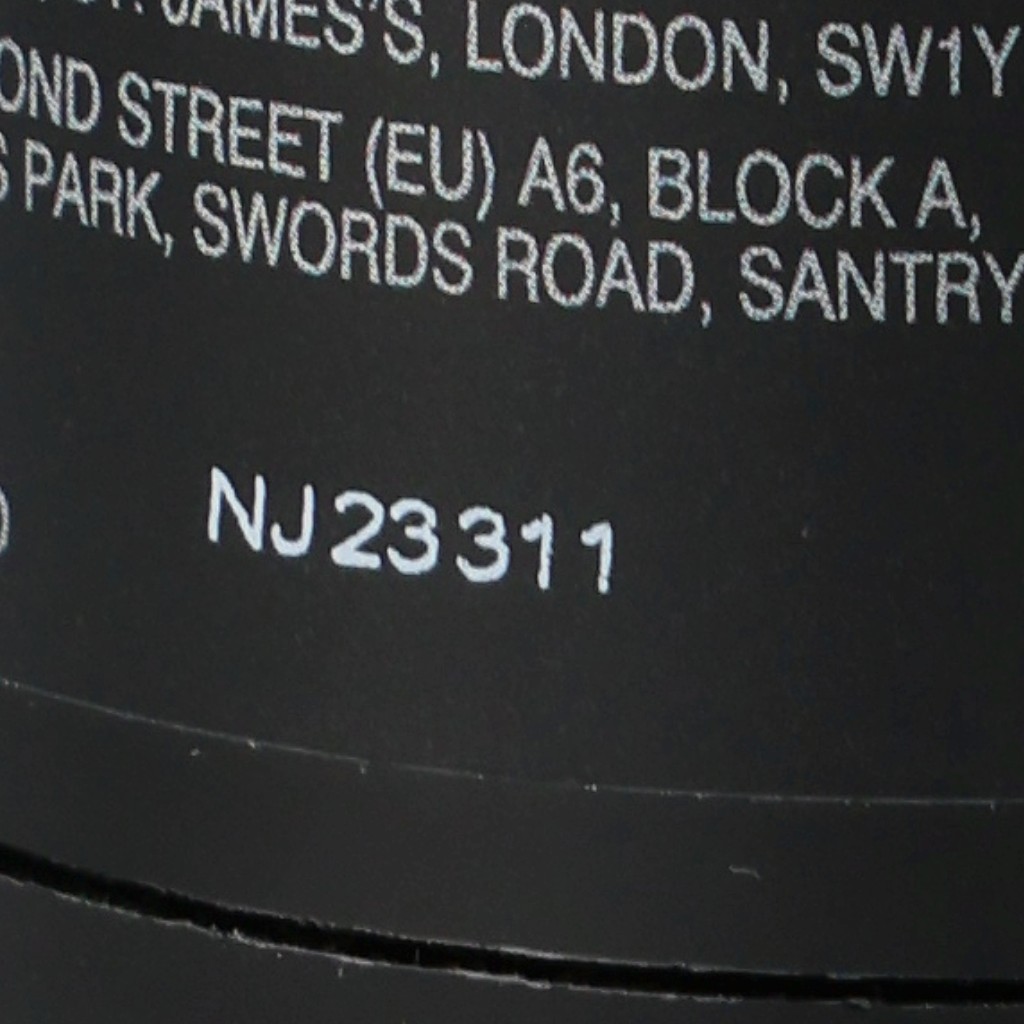 JAMES'S, LONDON, SW1Y
OND STREET (EU) A6, BLOCK A,
S PARK, SWORDS ROAD, SANTRY
) NJ23311